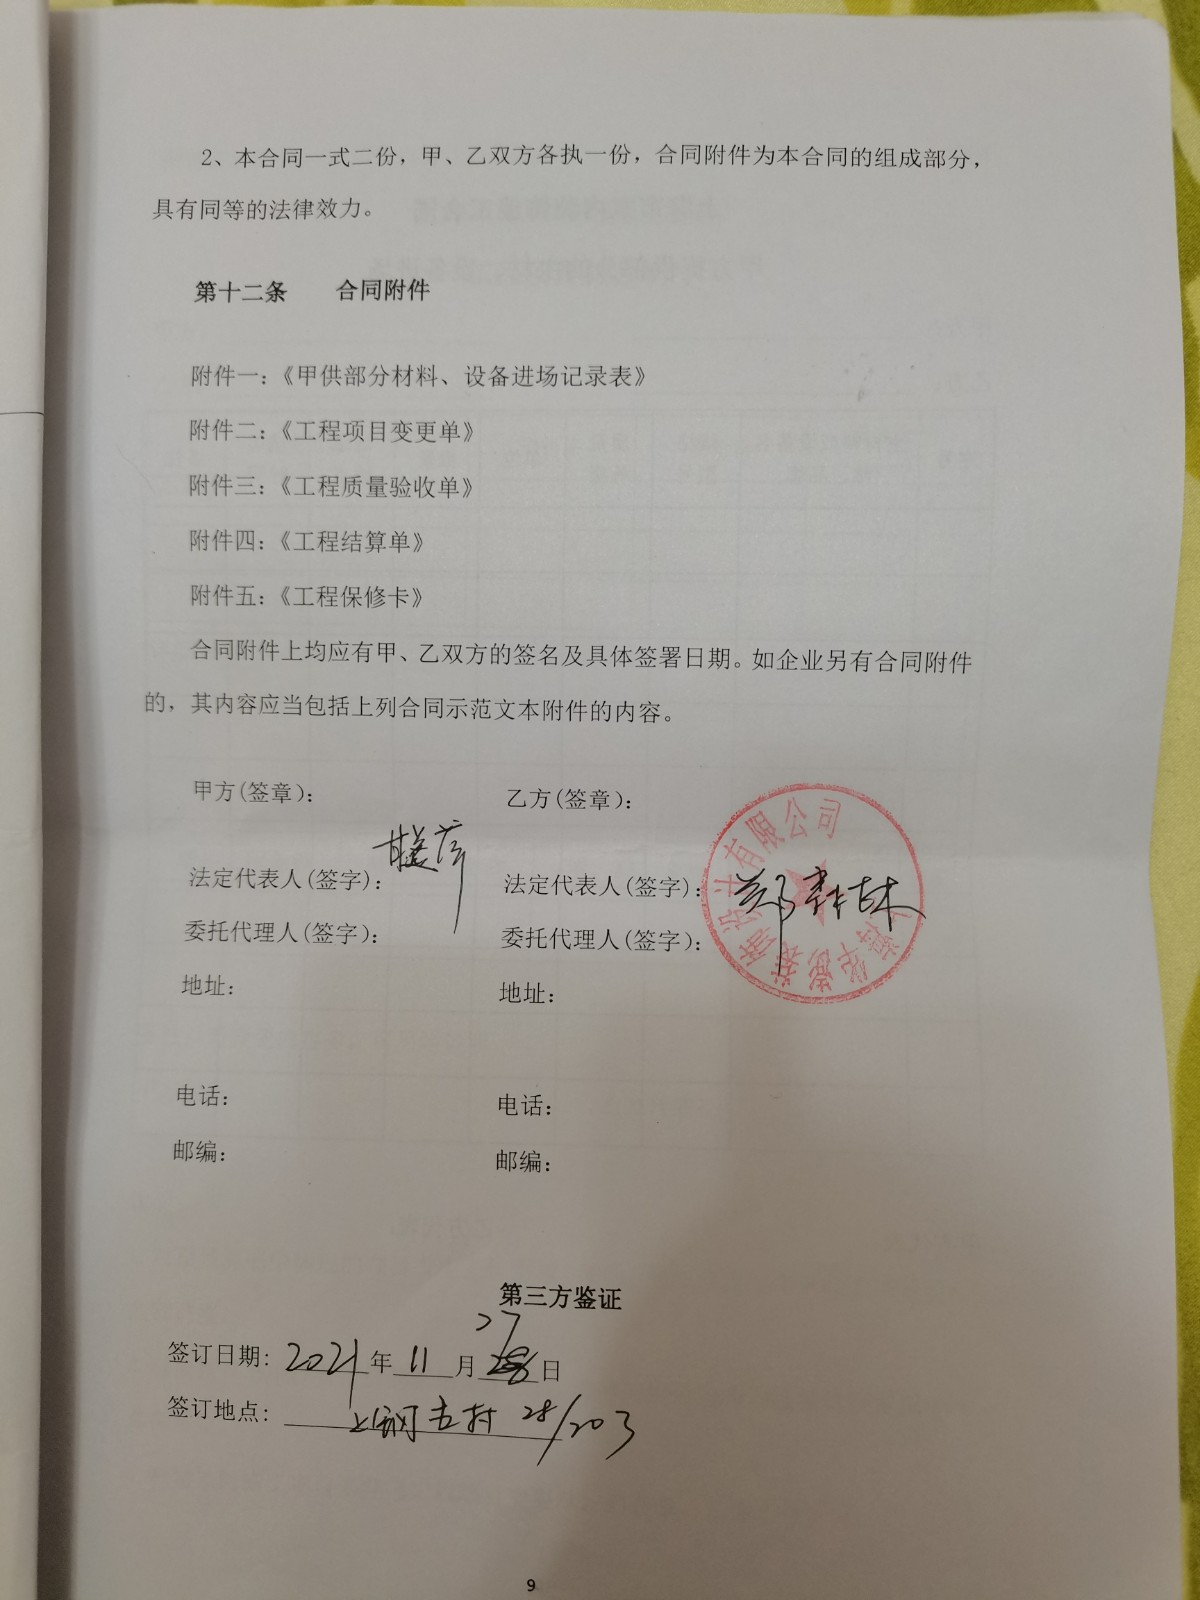 2、本合同一式二份，甲、乙双方各执一份，合同附件为本合同的组成部分，
具有同等的法律效力。
第十二条 合同附件
附件一：《甲供部分材料、设备进场记录表》
附件二：《工程项目变更单》
附件三：《工程质量验收单》
附件四：《工程结算单》
附件五：《工程保修卡》
合同附件上均应有甲、乙双方的签名及具体签署日期。如企业另有合同附件
的，其内容应当包括上列合同示范文本附件的内容。
甲方(签章)： 乙方(签章)：
法定代表人(签字)： 法定代表人(签字)：
委托代理人(签字)： 委托代理人(签字)：
地址： 地址：
电话： 电话：
邮编： 邮编：
有限公司
第三方鉴证
27
签订日期：2021年11月 日
签订地点：上钢五村 28/203
9